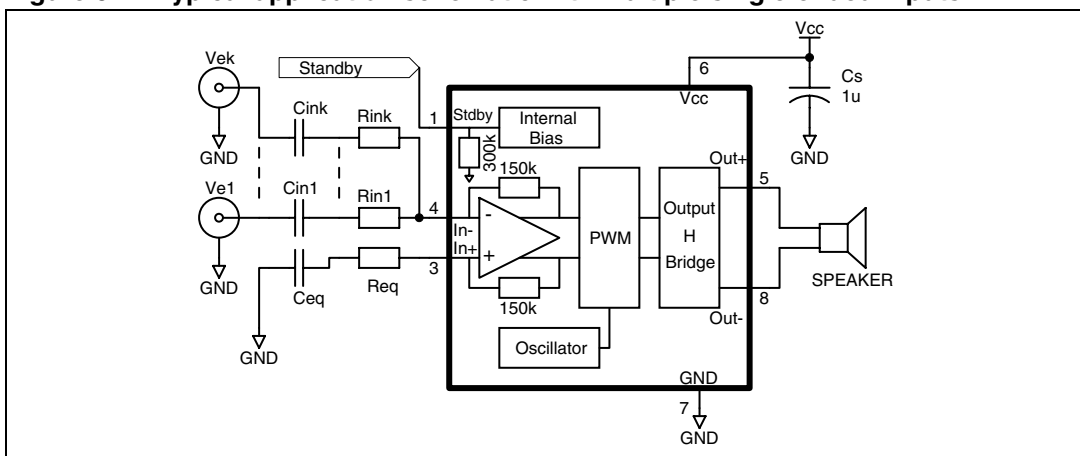 Vcc
Vek
Standby
6
Cs
1u
Vcc
Cink
Rink
1
Stdby
Internal
Bias
300k
GND
GND
Out+
150k
5
Ve1
Cin1
Rin1
4
-
In-
In+
+
PWM
Output
H
Bridge
3
GND
Ceq
Req
150k
SPEAKER
8
Out-
Oscillator
GND
GND
7
GND